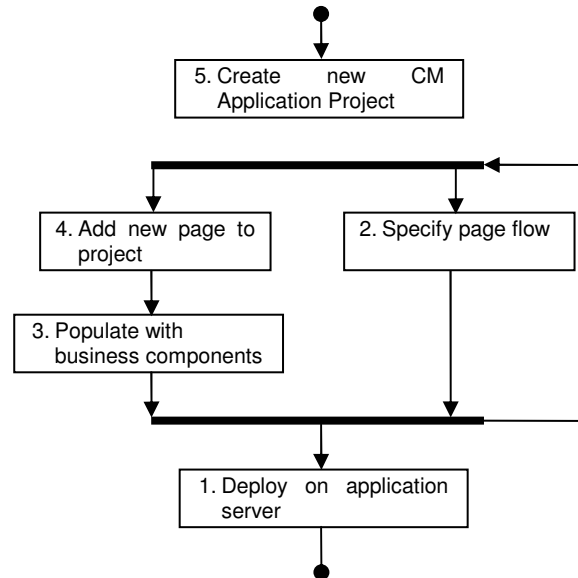 5. Create new CM
Application Project
4. Add new page to
project
2. Specify page flow
3. Populate with
business components
1. Deploy on application
server